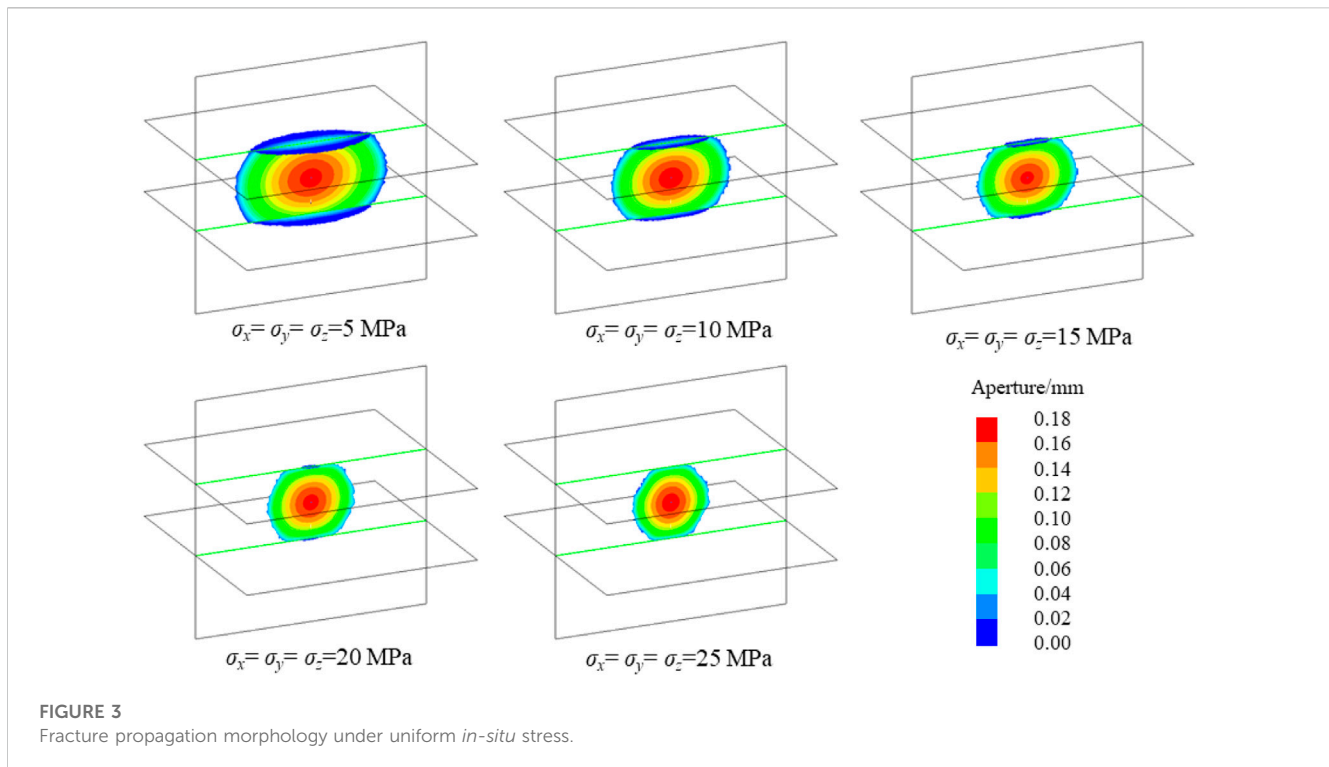 σx= σy= σz=5 MPa
σx= σy= σz=10 MPa
σx= σy= σz=15 MPa
Aperture/mm
0.18
0.16
0.14
0.12
0.10
0.08
0.06
0.04
0.02
0.00
σx= σy= σz=20 MPa
σx= σy= σz=25 MPa
FIGURE 3
Fracture propagation morphology under uniform in-situ stress.